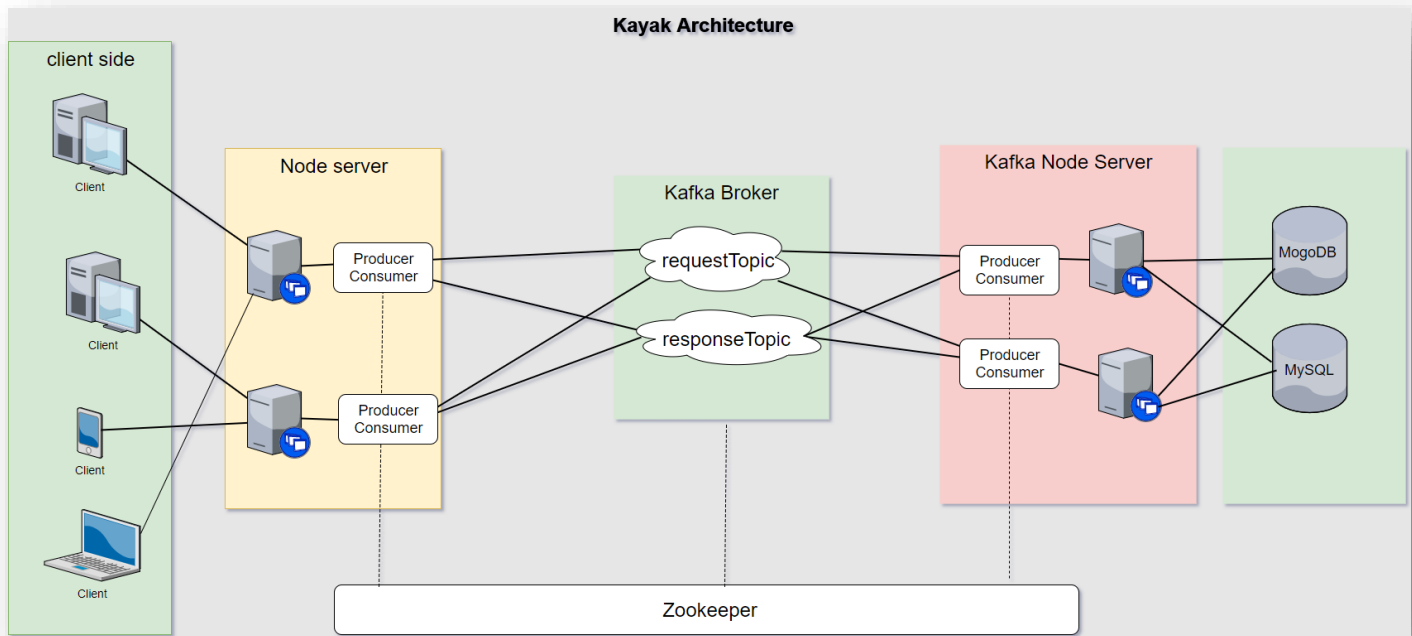 Kayak Architecture
client side
Client
Client
Client
Client
Node server
Producer
Consumer
Producer
Consumer
Kafka Broker
requestTopic
responseTopic
Kafka Node Server
Producer
Consumer
Producer
Consumer
MogoDB
MySQL
Zookeeper